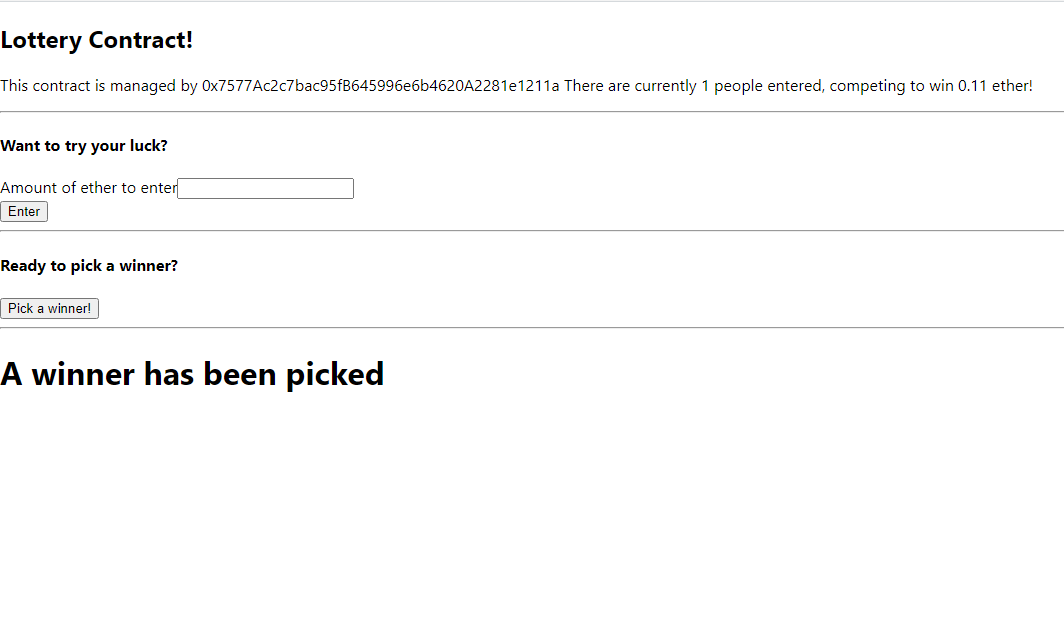 Lottery Contract!
This contract is managed by 0x7577Ac2c7bac95fB645996e6b4620A2281e1211a There are currently 1 people entered, competing to win 0.11 ether!
Want to try your luck?
Amount of ether to enter
Enter
Ready to pick a winner?
Pick a winner!
A winner has been picked